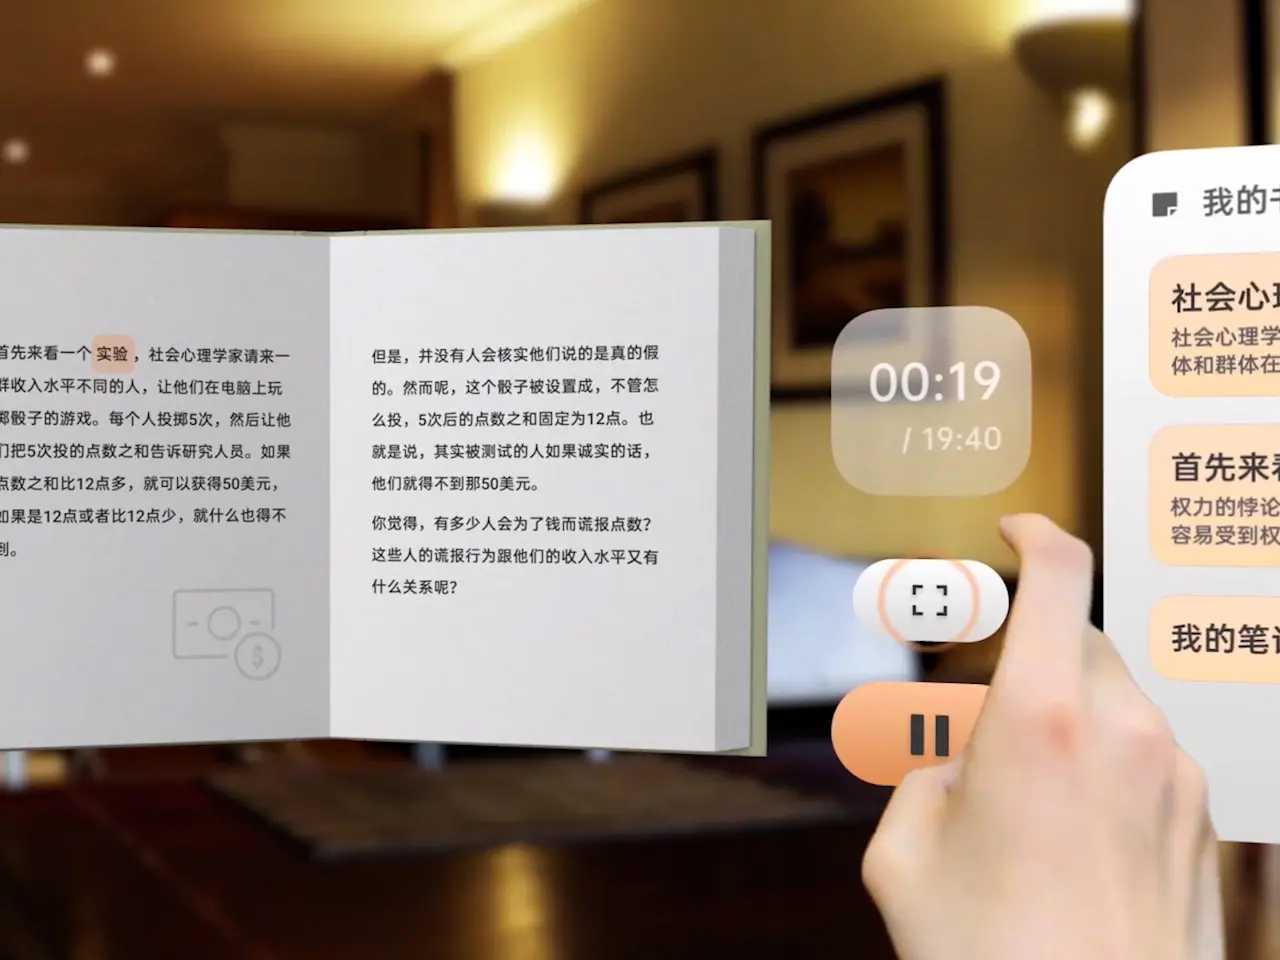 首先来看一个 实验 ，社会心理学家请来一
群收入水平不同的人，让他们在电脑上玩
掷骰子的游戏。每个人投掷5次，然后让他
们把5次投的点数之和告诉研究人员。如果
点数之和比12点多，就可以获得50美元，
如果是12点或者比12点少，就什么也得不
到。
但是，并没有人会核实他们说的是真的假
的。然而呢，这个骰子被设置成，不管怎
么投，5次后的点数之和固定为12点。也
就是说，其实被测试的人如果诚实的话，
他们就得不到那50美元。
你觉得，有多少人会为了钱而谎报点数？
这些人的谎报行为跟他们的收入水平又有
什么关系呢？
00:19
/ 19:40
我的
社会心理
社会心理学
体和群体在
首先来看
权力的悖论
容易受到权
我的笔